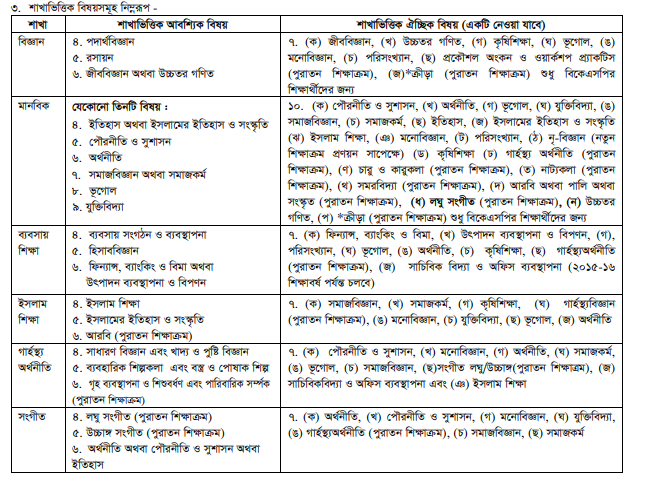 ৩. শাখাভিত্তিক বিষয়সমূহ নিম্নরূপ -
শাখা
শাখাভিত্তিক আবশ্যিক বিষয়
শাখাভিত্তিক ঐচ্ছিক বিষয় (একটি নেওয়া যাবে)
বিজ্ঞান
৪. পদার্থবিজ্ঞান
৫. রসায়ন
৬. জীববিজ্ঞান অথবা উচ্চতর গণিত
৭. (ক) জীববিজ্ঞান, (খ) উচ্চতর গণিত, (গ) কৃষিশিক্ষা, (ঘ) ভূগোল, (ঙ)
মনোবিজ্ঞান, (চ) পরিসংখ্যান, (ছ) প্রকৌশল অংকন ও ওয়ার্কশপ প্র্যাকটিস
(পুরাতন শিক্ষাক্রম), (জ)*ক্রীড়া (পুরাতন শিক্ষাক্রম) শুধু বিকেএসপির
শিক্ষার্থীদের জন্য
মানবিক
যেকোনো তিনটি বিষয় :
৪. ইতিহাস অথবা ইসলামের ইতিহাস ও সংস্কৃতি
৫. পৌরনীতি ও সুশাসন
৬. অর্থনীতি
৭. সমাজবিজ্ঞান অথবা সমাজকর্ম
৮. ভূগোল
৯. যুক্তিবিদ্যা
১০. (ক) পৌরনীতি ও সুশাসন, (খ) অর্থনীতি, (গ) ভূগোল, (ঘ) যুক্তিবিদ্যা, (ঙ)
সমাজবিজ্ঞান, (চ) সমাজকর্ম, (ছ) ইতিহাস, (জ) ইসলামের ইতিহাস ও সংস্কৃতি
(ঝ) ইসলাম শিক্ষা, (ঞ) মনোবিজ্ঞান, (ট) পরিসংখ্যান, (ঠ) নৃ-বিজ্ঞান (নতুন
শিক্ষাক্রম প্রণয়ন সাপেক্ষে) (ড) কৃষিশিক্ষা (ঢ) গার্হস্থ্য অর্থনীতি (পুরাতন
শিক্ষাক্রম), (ণ) চারু ও কারুকলা (পুরাতন শিক্ষাক্রম), (ত) নাট্যকলা (পুরাতন
শিক্ষাক্রম), (থ) সমরবিদ্যা (পুরাতন শিক্ষাক্রম), (দ) আরবি অথবা পালি অথবা
সংস্কৃত (পুরাতন শিক্ষাক্রম), (ধ) লঘু সংগীত (পুরাতন শিক্ষাক্রম), (ন) উচ্চতর
গণিত, (প) *ক্রীড়া (পুরাতন শিক্ষাক্রম) শুধু বিকেএসপির শিক্ষার্থীদের জন্য
ব্যবসায়
শিক্ষা
৪. ব্যবসায় সংগঠন ও ব্যবস্থাপনা
৫. হিসাববিজ্ঞান
৬. ফিন্যান্স, ব্যাংকিং ও বিমা অথবা
উৎপাদন ব্যবস্থাপনা ও বিপণন
৭. (ক) ফিন্যান্স, ব্যাংকিং ও বিমা, (খ) উৎপাদন ব্যবস্থাপনা ও বিপণন, (গ),
পরিসংখ্যান, (ঘ) ভূগোল, (ঙ) অর্থনীতি, (চ) কৃষিশিক্ষা, (ছ) গার্হস্থ্যঅর্থনীতি
(পুরাতন শিক্ষাক্রম), (জ) সাচিবিক বিদ্যা ও অফিস ব্যবস্থাপনা (২০১৫-১৬
শিক্ষাবর্ষ পর্যন্ত চলবে)
ইসলাম
শিক্ষা
৪. ইসলাম শিক্ষা
৫. ইসলামের ইতিহাস ও সংস্কৃতি
৬. আরবি (পুরাতন শিক্ষাক্রম)
৭. (ক) সমাজবিজ্ঞান, (খ) সমাজকর্ম, (গ) কৃষিশিক্ষা, (ঘ) গার্হস্থ্যবিজ্ঞান
(পুরাতন শিক্ষাক্রম), (ঙ) মনোবিজ্ঞান, (চ) যুক্তিবিদ্যা, (ছ) ভূগোল, (জ) অর্থনীতি
গার্হস্থ্য
অর্থনীতি
৪. সাধারণ বিজ্ঞান এবং খাদ্য ও পুষ্টি বিজ্ঞান
৫. ব্যবহারিক শিল্পকলা এবং বস্ত্র ও পোষাক শিল্প
৬. গৃহ ব্যবস্থাপনা ও শিশুবর্ধণ এবং পারিবারিক সর্ম্পক
(পুরাতন শিক্ষাক্রম)
৭. (ক) পৌরনীতি ও সুশাসন, (খ) মনোবিজ্ঞান, (গ) অর্থনীতি, (ঘ) সমাজকর্ম,
(ঙ) ভূগোল, (চ) সমাজবিজ্ঞান, (ছ)সংগীত লঘু/উচ্চাঙ্গ(পুরাতন শিক্ষাক্রম), (জ)
সাচিবিকবিদ্যা ও অফিস ব্যবস্থাপনা এবং (ঞ) ইসলাম শিক্ষা
সংগীত
৪. লঘু সংগীত (পুরাতন শিক্ষাক্রম)
৫. উচ্চাঙ্গ সংগীত (পুরাতন শিক্ষাক্রম)
৬. অর্থনীতি অথবা পৌরনীতি ও সুশাসন অথবা
ইতিহাস
৭. (ক) অর্থনীতি, (খ) পৌরনীতি ও সুশাসন, (গ) মনোবিজ্ঞান, (ঘ) যুক্তিবিদ্যা,
(ঙ) গার্হস্থ্যঅর্থনীতি (পুরাতন শিক্ষাক্রম), (চ) সমাজবিজ্ঞান, (ছ) সমাজকর্ম